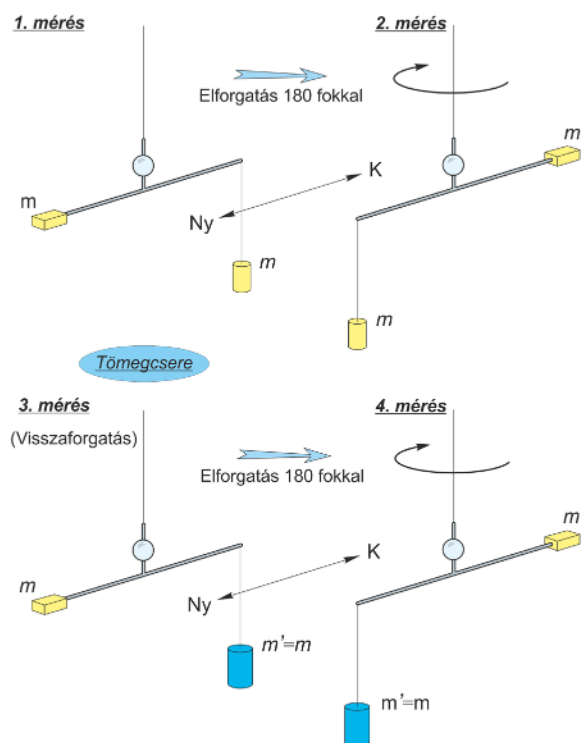 1. mérés
2. mérés
Elforgatás 180 fokkal
m
m
K
Ny
m
m
Tömegcsere
3. mérés
4. mérés
(Visszaforgatás)
Elforgatás 180 fokkal
m
m
K
Ny
m'=m
m'=m